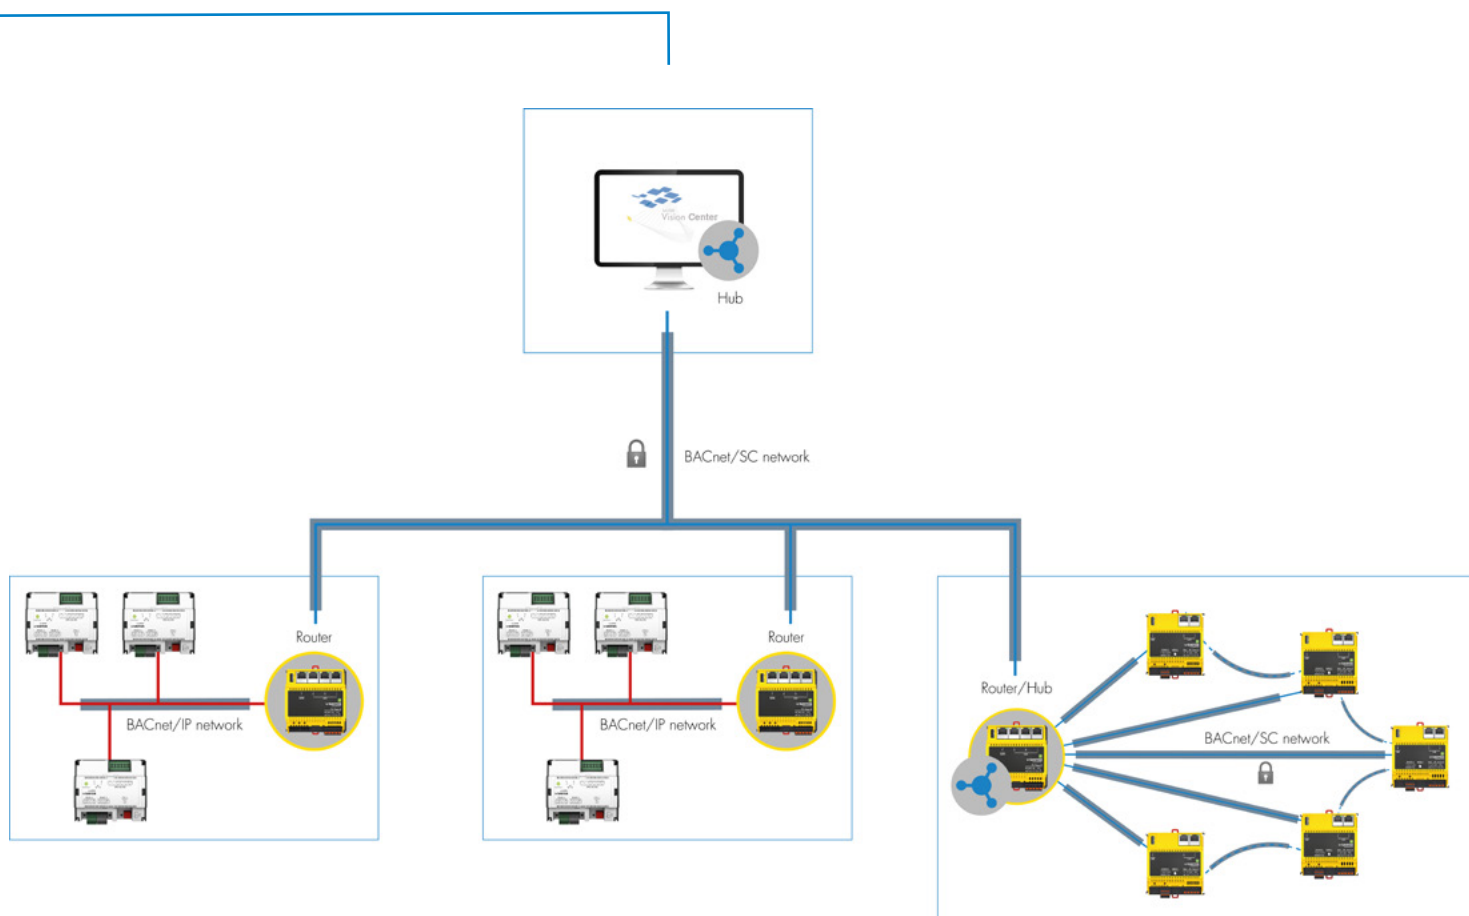 Vision Center
Hub
BACnet/SC network
Router
Router
Router/Hub
BACnet/IP network
BACnet/IP network
BACnet/SC network